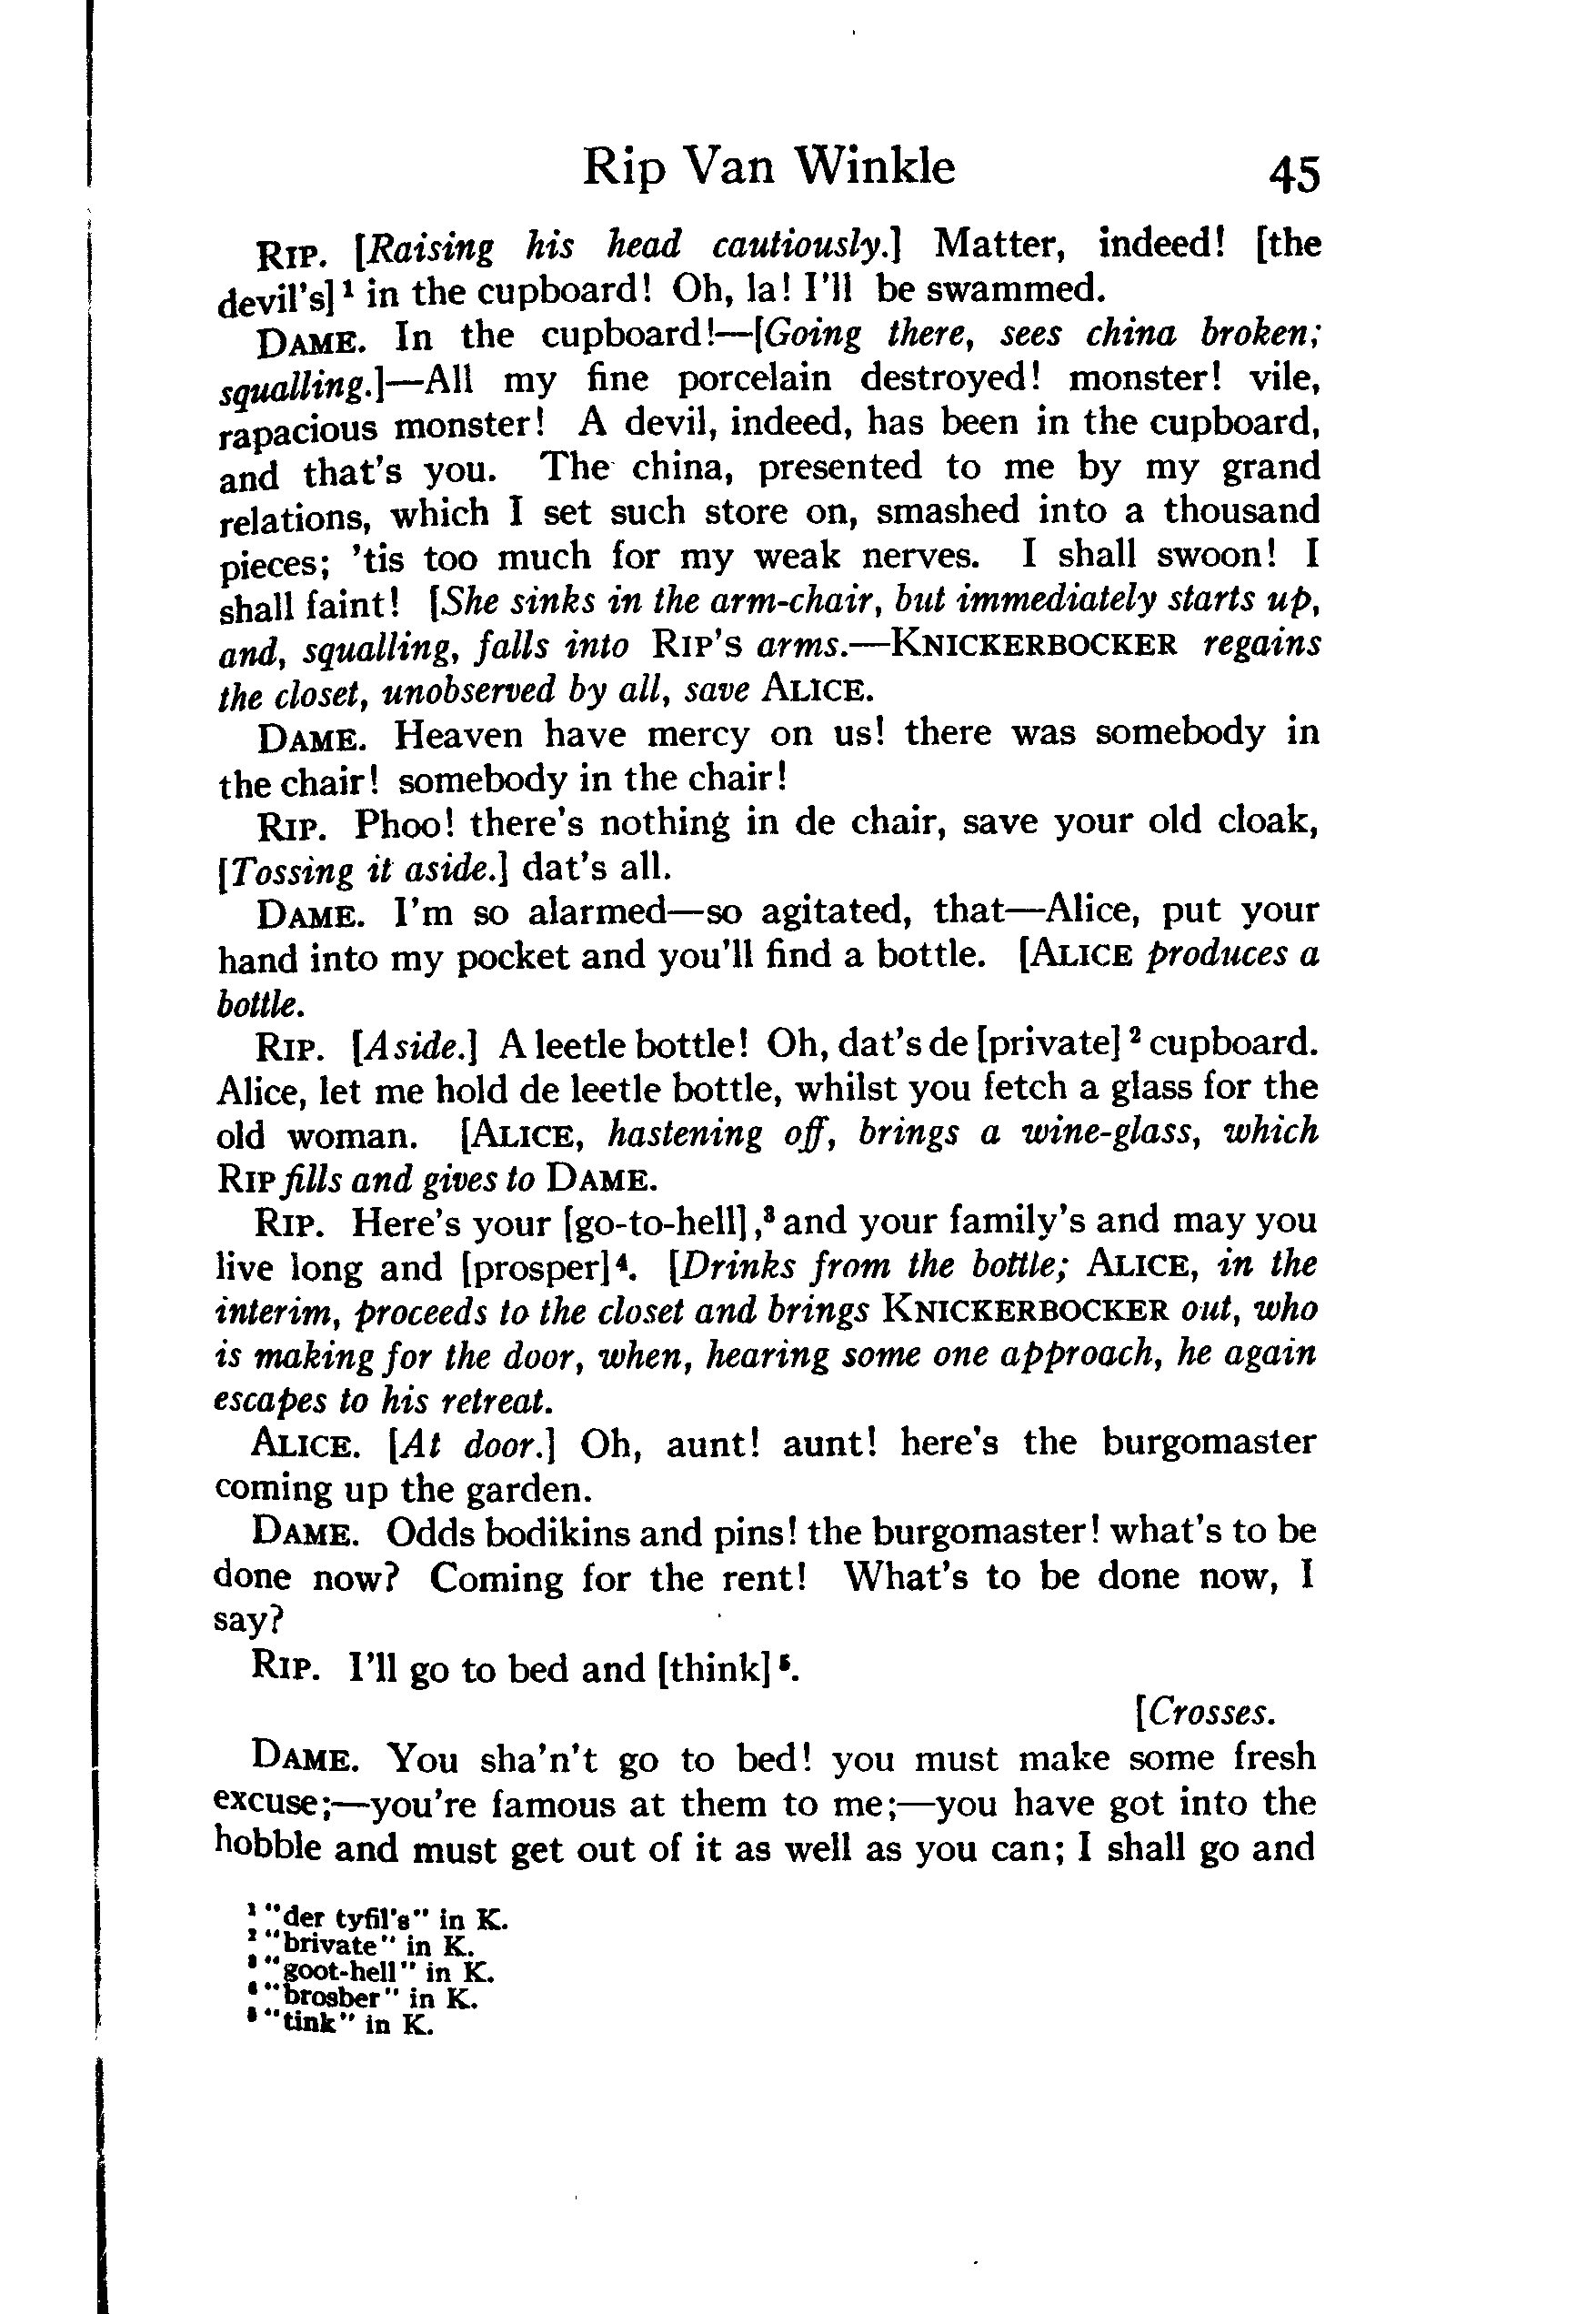 Rip Van Winkle 45
RIP. [Raising his head cautiously.] Matter, indeed! [the
devil's]¹ in the cupboard! Oh, la! I'll be swammed.
DAME. In the cupboard!—[Going there, sees china broken;
squalling.]—All my fine porcelain destroyed! monster! vile,
rapacious monster! A devil, indeed, has been in the cupboard,
and that's you. The china, presented to me by my grand
relations, which I set such store on, smashed into a thousand
pieces; 'tis too much for my weak nerves. I shall swoon! I
shall faint! [She sinks in the arm-chair, but immediately starts up,
and, squalling, falls into RIP'S arms.—KNICKERBOCKER regains
the closet, unobserved by all, save ALICE.
DAME. Heaven have mercy on us! there was somebody in
the chair! somebody in the chair!
RIP. Phoo! there's nothing in de chair, save your old cloak,
[Tossing it aside.] dat's all.
DAME. I'm so alarmed—so agitated, that—Alice, put your
hand into my pocket and you'll find a bottle. [ALICE produces a
bottle.
RIP. [Aside.] A leetle bottle! Oh, dat's de [private]² cupboard.
Alice, let me hold de leetle bottle, whilst you fetch a glass for the
old woman. [ALICE, hastening off, brings a wine-glass, which
RIP fills and gives to DAME.
RIP. Here's your [go-to-hell],³ and your family's and may you
live long and [prosper]⁴. [Drinks from the bottle; ALICE, in the
interim, proceeds to the closet and brings KNICKERBOCKER out, who
is making for the door, when, hearing some one approach, he again
escapes to his retreat.
ALICE. [At door.] Oh, aunt! aunt! here's the burgomaster
coming up the garden.
DAME. Odds bodikins and pins! the burgomaster! what's to be
done now? Coming for the rent! What's to be done now, I
say?
RIP. I'll go to bed and [think]⁵.
[Crosses.
DAME. You sha'n't go to bed! you must make some fresh
excuse;—you're famous at them to me;—you have got into the
hobble and must get out of it as well as you can; I shall go and
¹ "der tyfil's" in K.
² "brivate" in K.
³ "goot-hell" in K.
⁴ "brosber" in K.
⁵ "tink" in K.